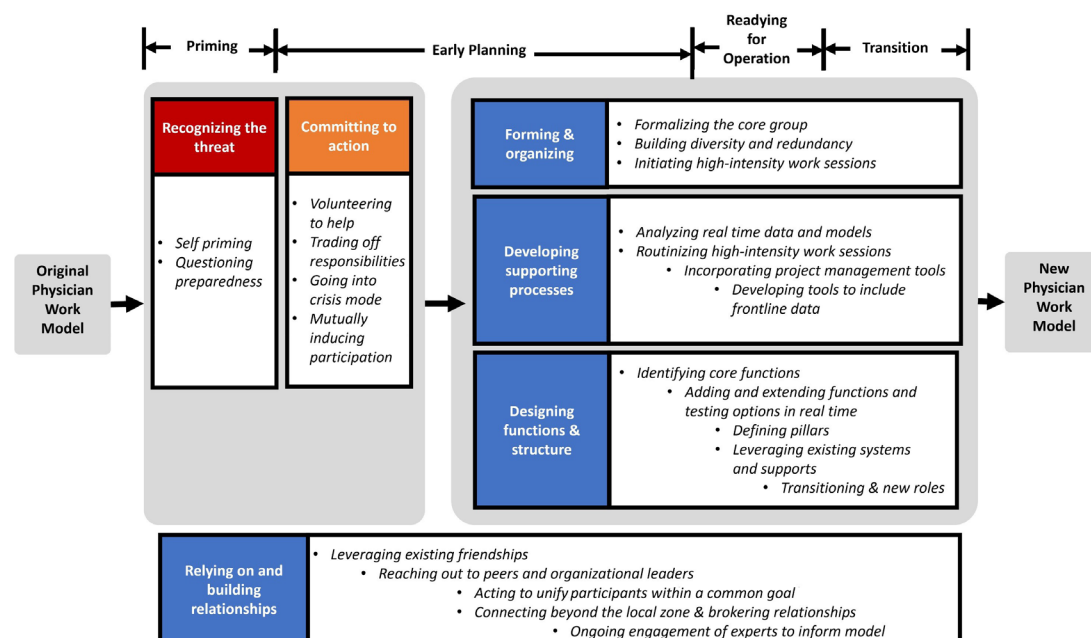 Priming
Early Planning
Readying
for
Operation
Transition
Original
Physician
Work
Model
Recognizing the
threat
• Self priming
• Questioning
preparedness
Committing to
action
• Volunteering
to help
• Trading off
responsibilities
• Going into
crisis mode
• Mutually
inducing
participation
Forming &
organizing
• Formalizing the core group
• Building diversity and redundancy
• Initiating high-intensity work sessions
Developing
supporting
processes
• Analyzing real time data and models
• Routinizing high-intensity work sessions
• Incorporating project management tools
• Developing tools to include
frontline data
Designing
functions &
structure
• Identifying core functions
• Adding and extending functions and
testing options in real time
• Defining pillars
• Leveraging existing systems
and supports
• Transitioning & new roles
New
Physician
Work
Model
Relying on and
building
relationships
• Leveraging existing friendships
• Reaching out to peers and organizational leaders
• Acting to unify participants within a common goal
• Connecting beyond the local zone & brokering relationships
• Ongoing engagement of experts to inform model